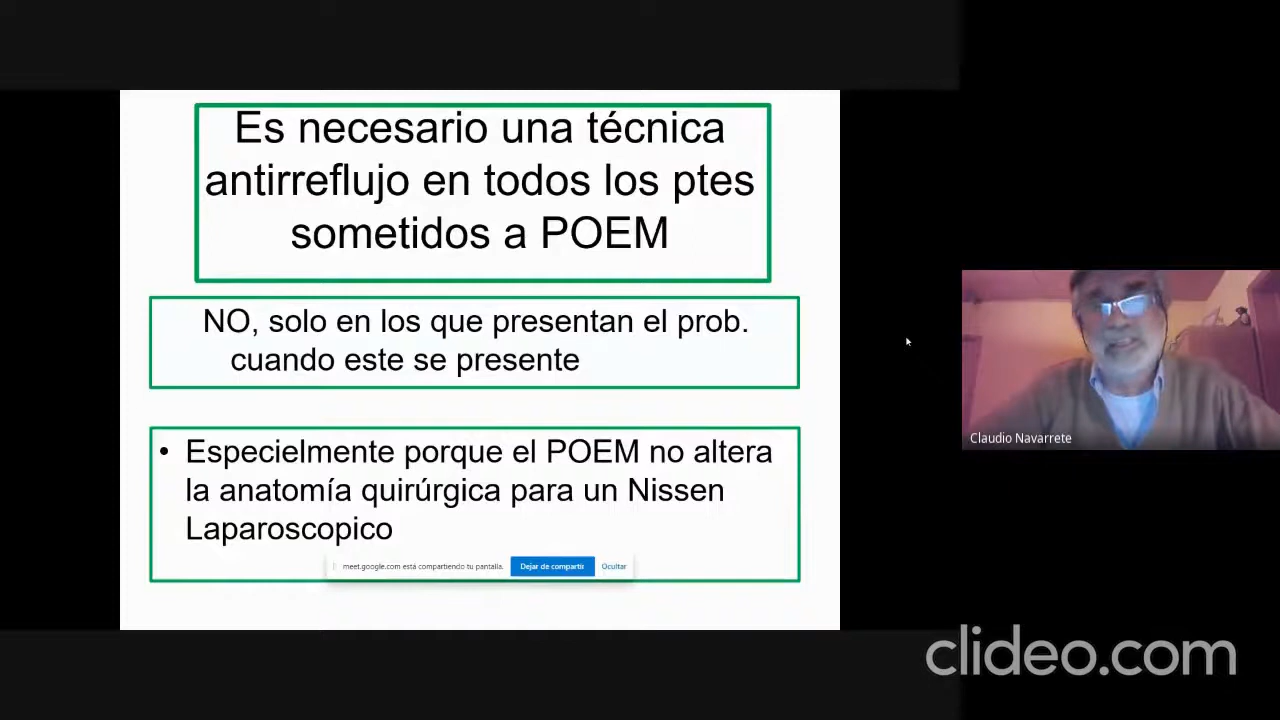 Es necesario una técnica
antirreflujo en todos los ptes
sometidos a POEM
NO, solo en los que presentan el prob.
cuando este se presente
• Especielmente porque el POEM no altera
la anatomía quirúrgica para un Nissen
Laparoscopico
meet.google.com está compartiendo tu pantalla.
Dejar de compartir
Ocultar
Claudio Navarrete
clideo.com